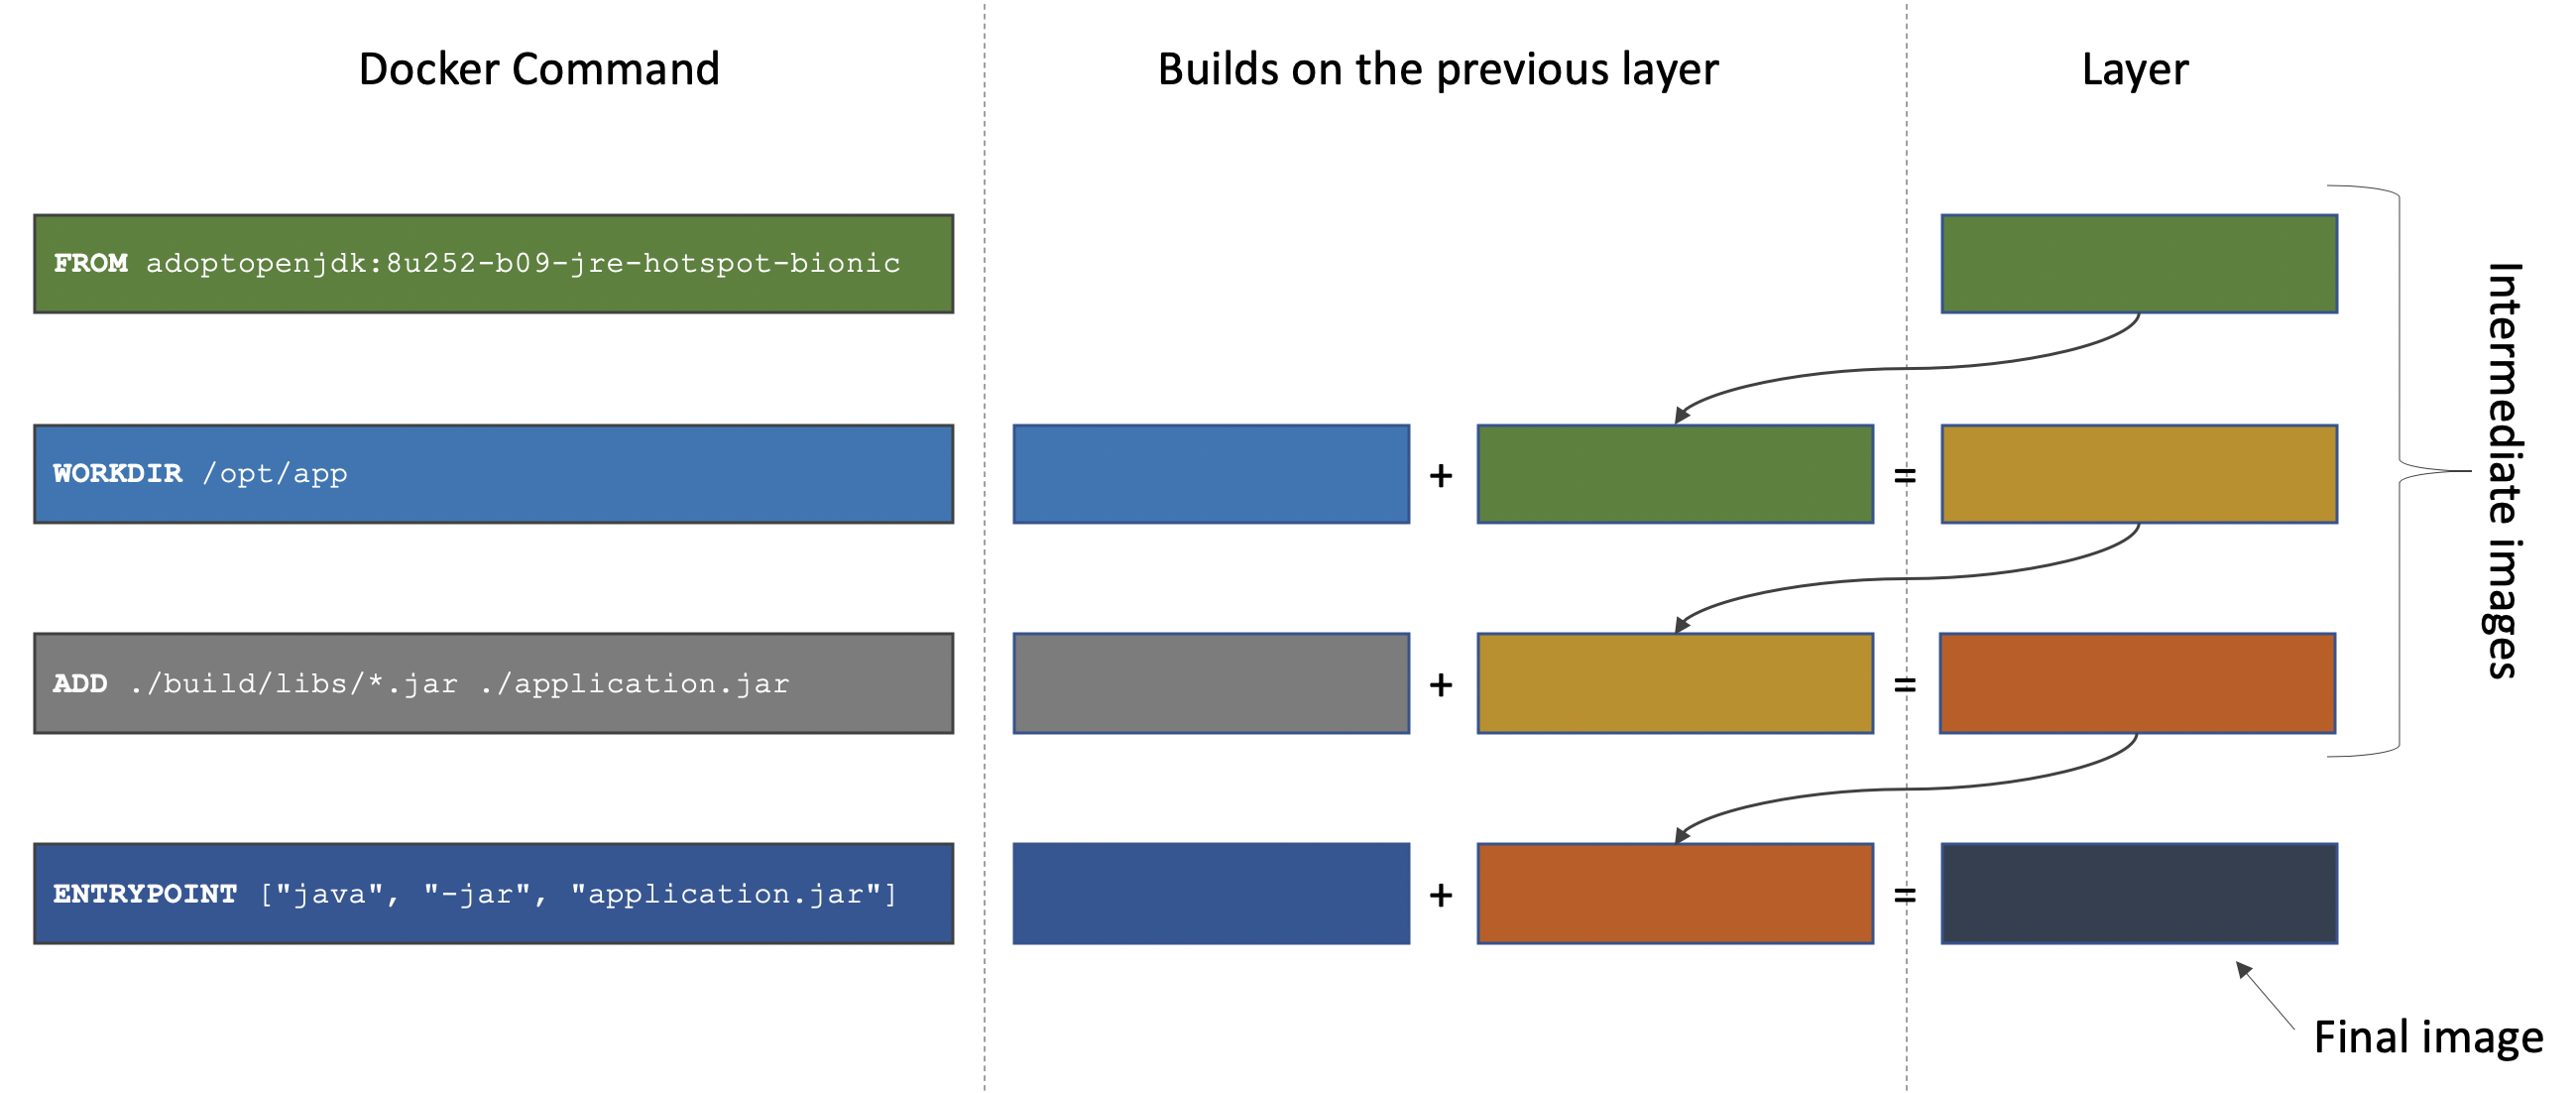 Docker Command
Builds on the previous layer
Layer
FROM adoptopenjdk:8u252-b09-jre-hotspot-bionic
WORKDIR /opt/app
+
=
ADD ./build/libs/*.jar ./application.jar
+
=
ENTRYPOINT ["java", "-jar", "application.jar"]
+
=
Intermediate images
Final image